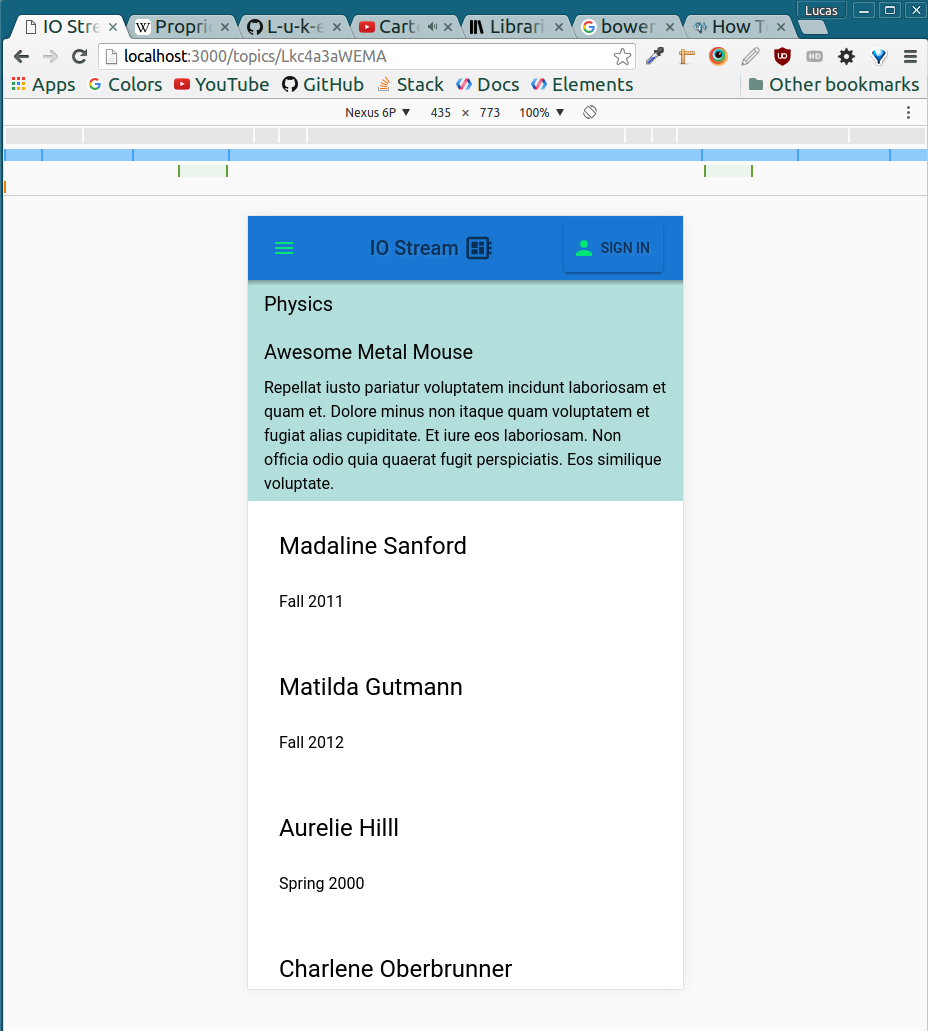 Lucas
IO Stre
Propri
L-u-k-e
Carto
Librari
bower
How T
localhost:3000/topics/Lkc4a3aWEMA
Apps Colors YouTube GitHub Stack Docs Elements Other bookmarks
Nexus 6P 435 × 773 100%
IO Stream SIGN IN
Physics
Awesome Metal Mouse
Repellat iusto pariatur voluptatem incidunt laboriosam et
quam et. Dolore minus non itaque quam voluptatem et
fugiat alias cupiditate. Et iure eos laboriosam. Non
officia odio quia quaerat fugit perspiciatis. Eos similique
voluptate.
Madaline Sanford
Fall 2011
Matilda Gutmann
Fall 2012
Aurelie Hilll
Spring 2000
Charlene Oberbrunner